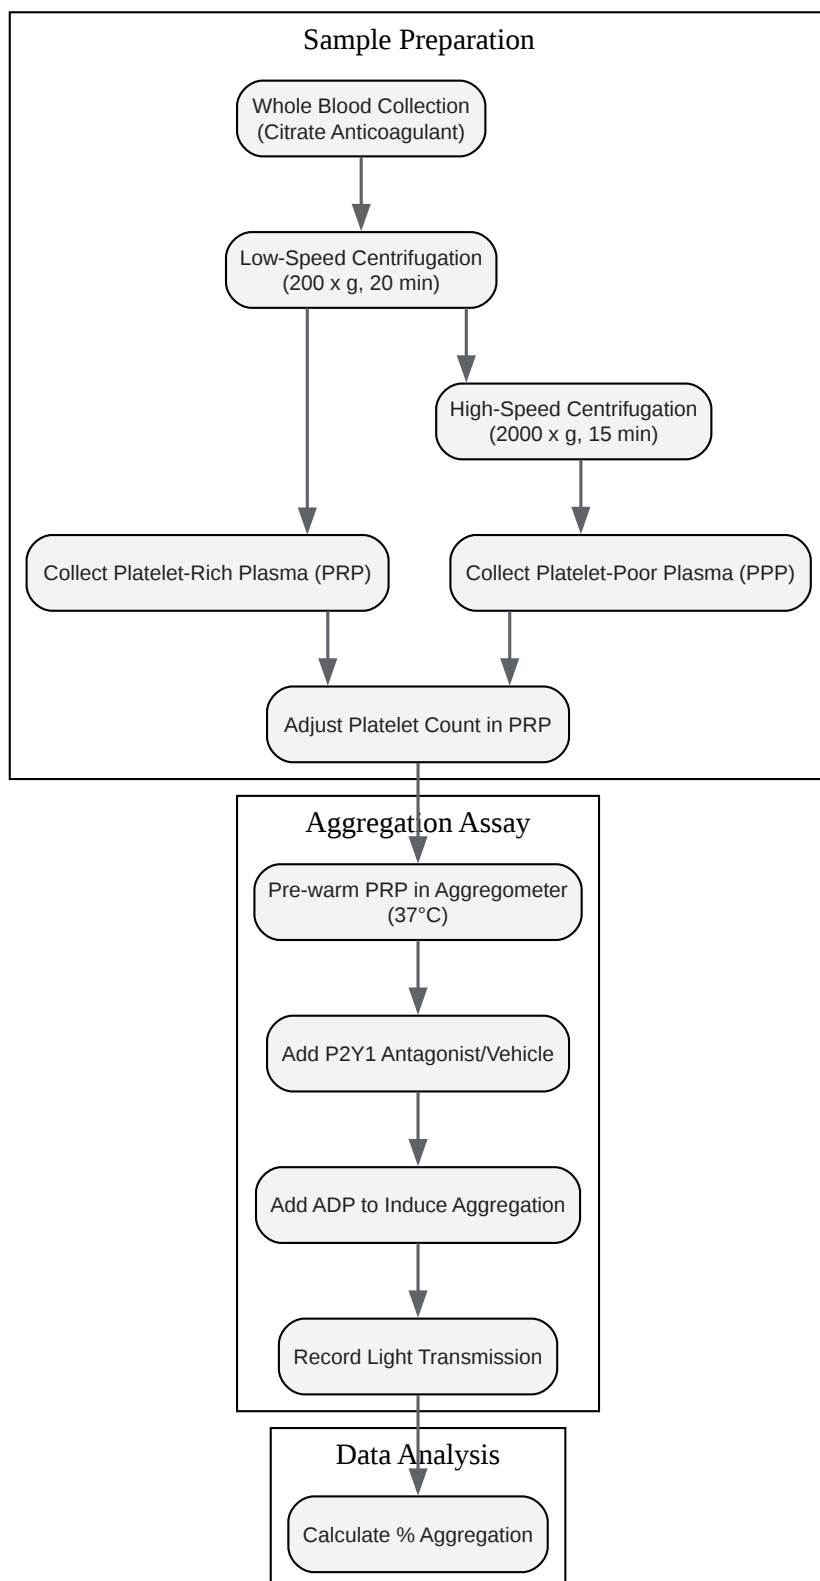 Sample Preparation
Whole Blood Collection
(Citrate Anticoagulant)
Low-Speed Centrifugation
(200 x g, 20 min)
High-Speed Centrifugation
(2000 x g, 15 min)
Collect Platelet-Rich Plasma (PRP)
Collect Platelet-Poor Plasma (PPP)
Adjust Platelet Count in PRP
Aggregation Assay
Pre-warm PRP in Aggregometer
(37°C)
Add P2Y1 Antagonist/Vehicle
Add ADP to Induce Aggregation
Record Light Transmission
Data Analysis
Calculate % Aggregation